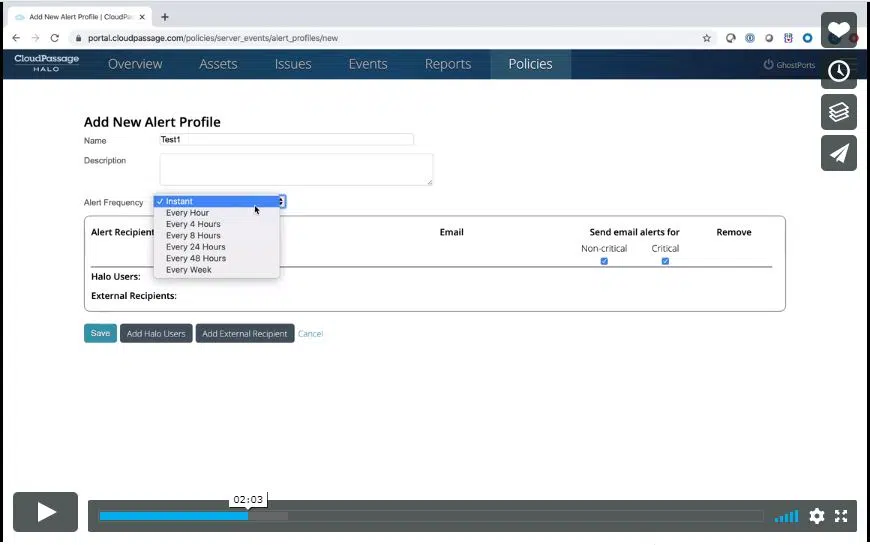 Add New Alert Profile | CloudPa
portal.cloudpassage.com/policies/server_events/alert_profiles/new
CloudPassage
HALO
Overview
Assets
Issues
Events
Reports
Policies
GhostPorts
Add New Alert Profile
Name
Test1
Description
Alert Frequency
✓ Instant
Every Hour
Every 4 Hours
Every 8 Hours
Every 24 Hours
Every 48 Hours
Every Week
Alert Recipient
Email
Send email alerts for
Remove
Non-critical
Critical
Halo Users:
External Recipients:
Save
Add Halo Users
Add External Recipient
Cancel
02:03